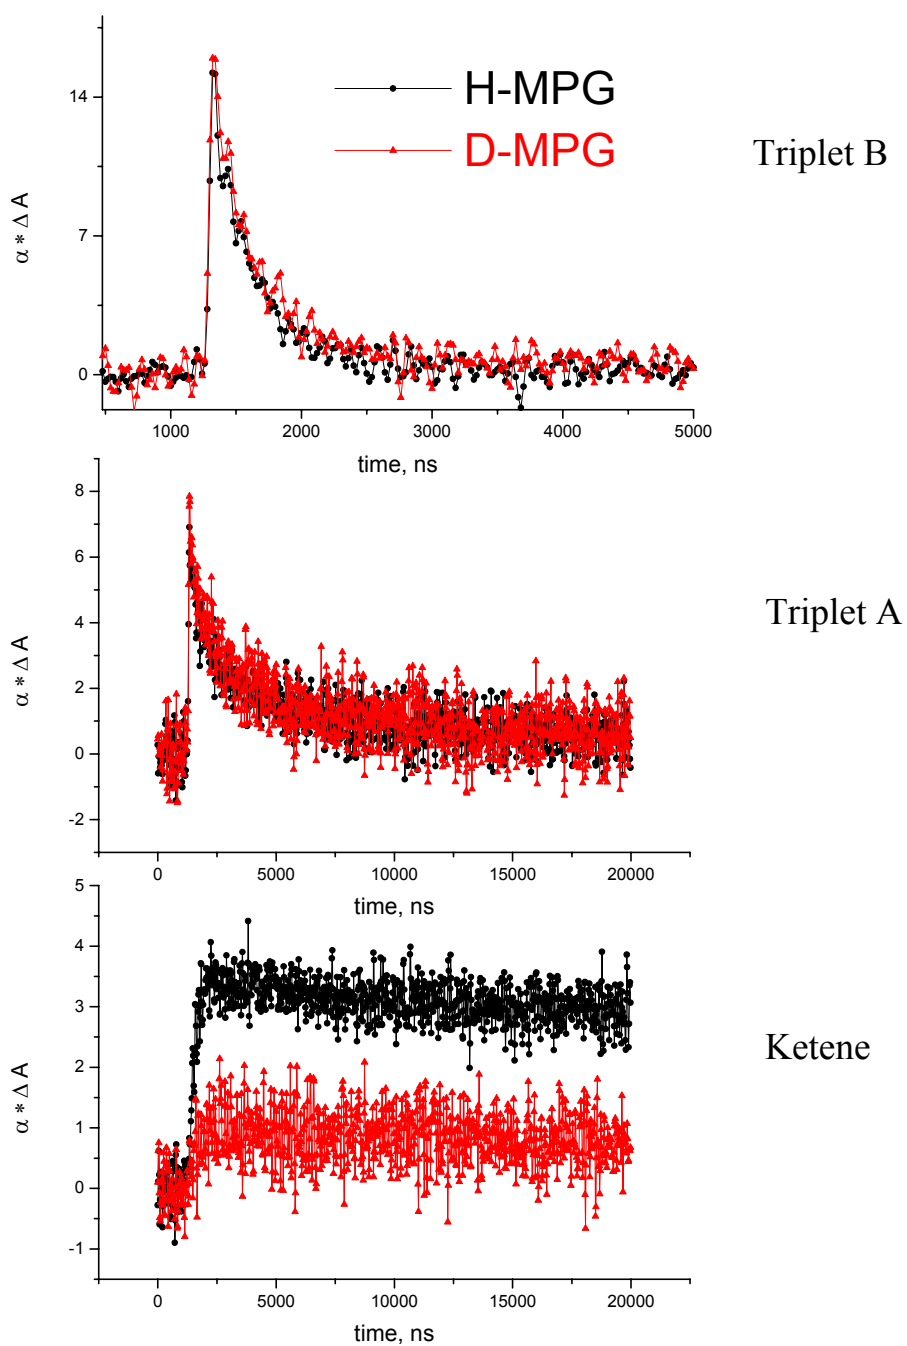 H-MPG
D-MPG
Triplet B
α * Δ A
14
7
0
1000 2000 3000 4000 5000
time, ns
Triplet A
α * Δ A
8
6
4
2
0
-2
0 5000 10000 15000 20000
time, ns
Ketene
α * Δ A
5
4
3
2
1
0
-1
0 5000 10000 15000 20000
time, ns